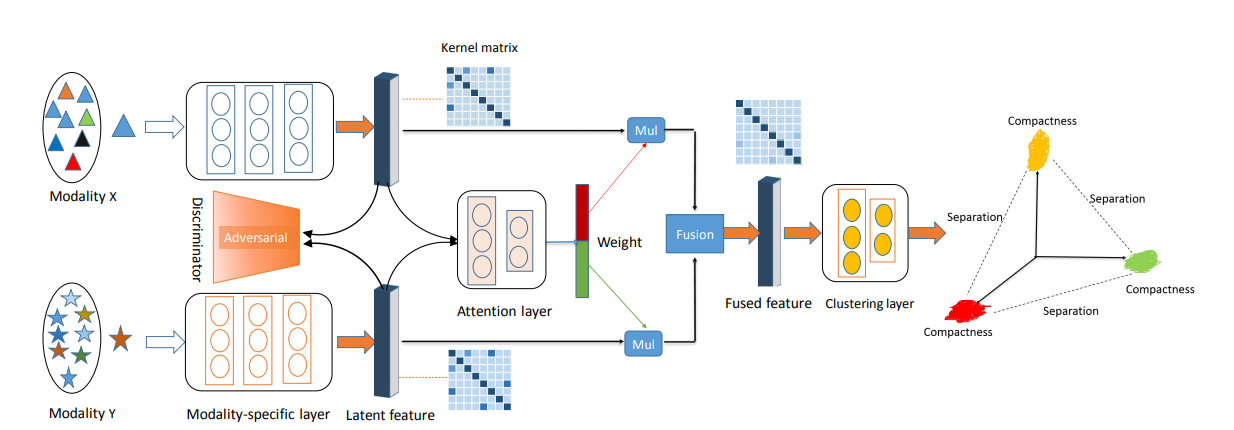 Kernel matrix
Modality X
Mul
Discriminator
Adversarial
Weight
Attention layer
Fusion
Fused feature
Clustering layer
Compactness
Separation
Separation
Compactness
Separation
Compactness
Mul
Modality Y
Modality-specific layer
Latent feature